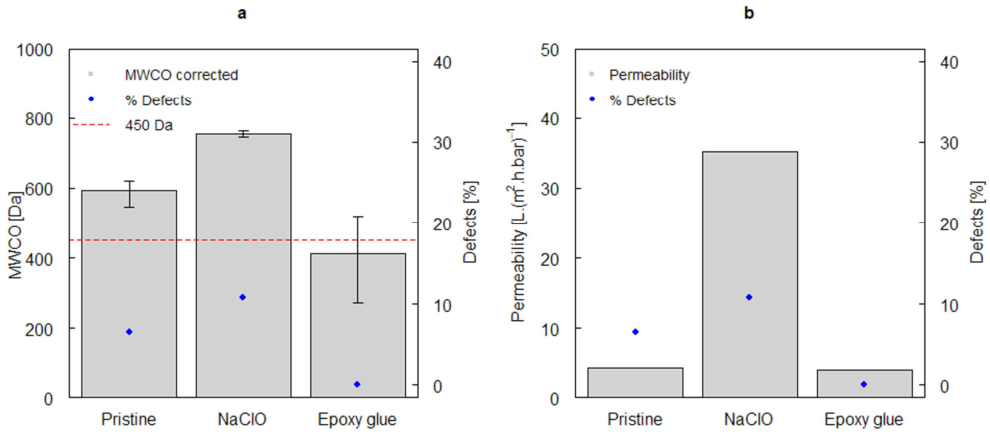 a
1000
800
600
400
200
0
MWCO [Da]
MWCO corrected
% Defects
450 Da
40
30
20
10
0
Defects [%]
Pristine
NaClO
Epoxy glue
b
50
40
30
20
10
0
Permeability [L.(m².h.bar)⁻¹]
Permeability
% Defects
40
30
20
10
0
Defects [%]
Pristine
NaClO
Epoxy glue